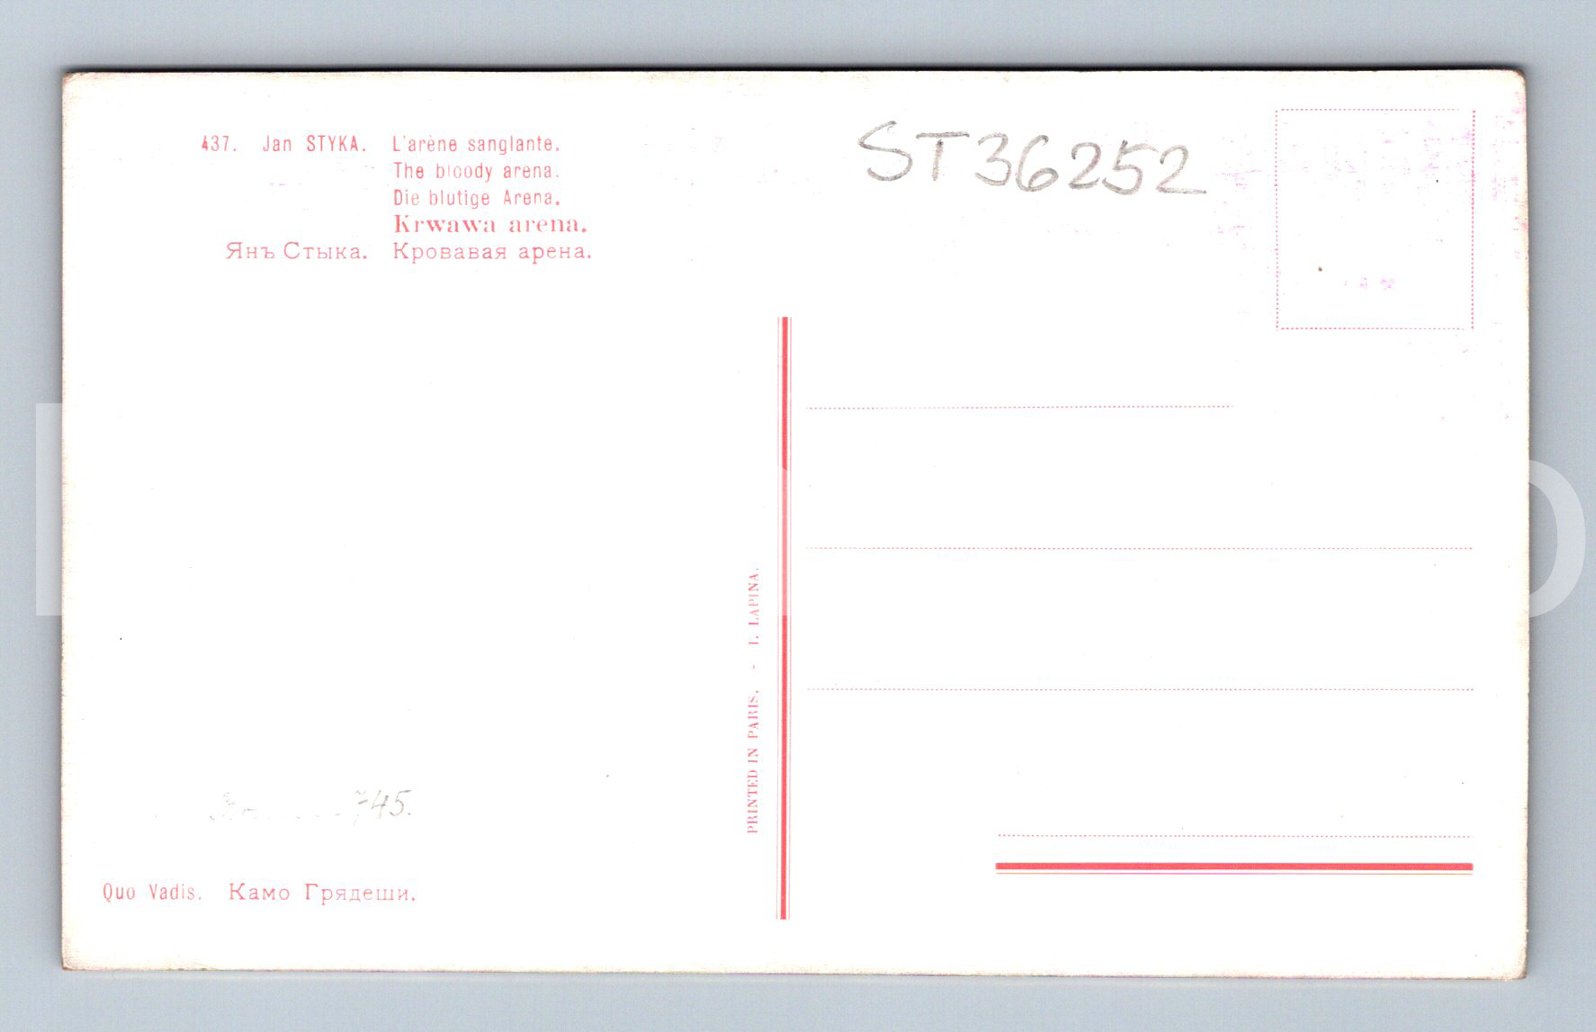 ST36252
437. Jan STYKA. L'arène sanglante.
The bloody arena.
Die blutige Arena.
Krwawa arena.
Янъ Стыка. Кровавая арена.
PRINTED IN PARIS. - I. LAPINA.
745.
Quo Vadis. Камо Грядеши.